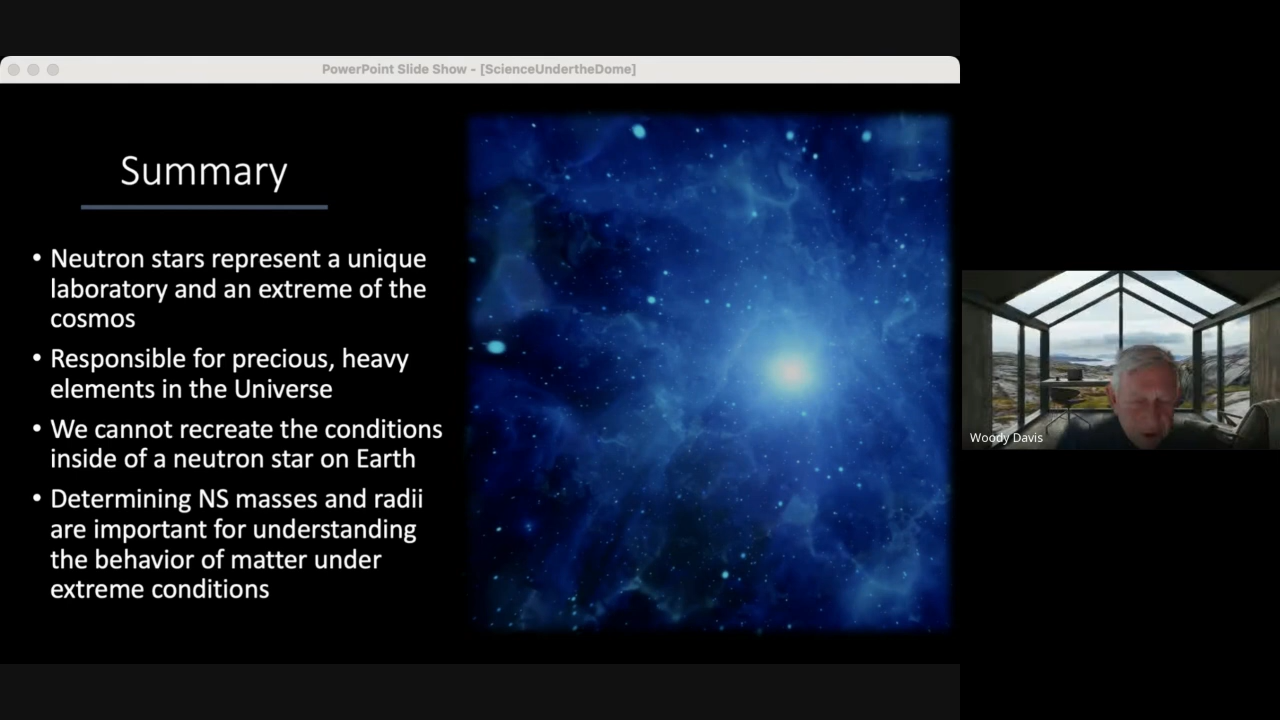 PowerPoint Slide Show - [ScienceUndertheDome]
Summary
• Neutron stars represent a unique
laboratory and an extreme of the
cosmos
• Responsible for precious, heavy
elements in the Universe
• We cannot recreate the conditions
inside of a neutron star on Earth
• Determining NS masses and radii
are important for understanding
the behavior of matter under
extreme conditions
Woody Davis